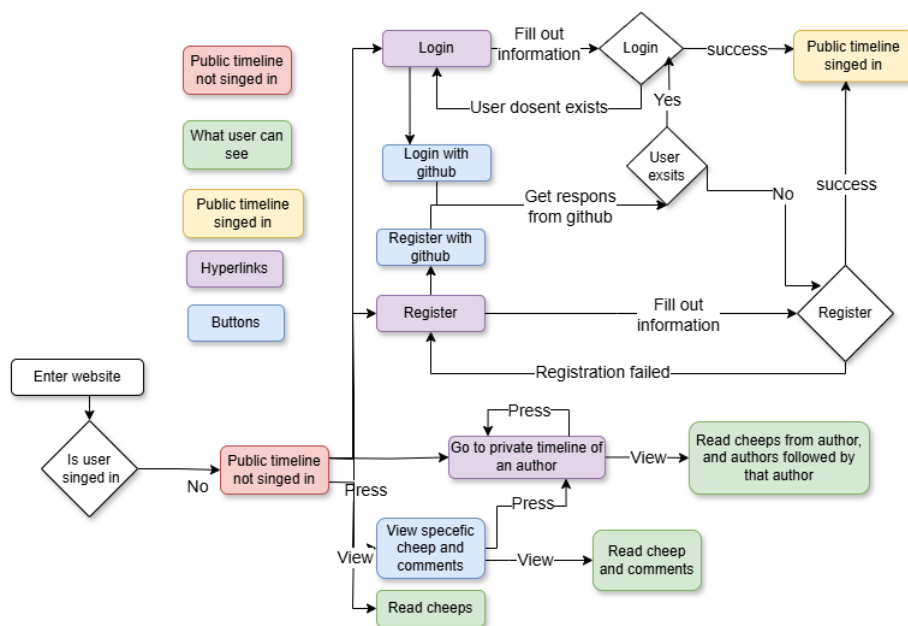 Public timeline
not singed in
What user can
see
Public timeline
singed in
Hyperlinks
Buttons
Login
Fill out
information
Login
success
Public timeline
singed in
User dosent exists
Yes
Login with
github
User
exsits
Get respons
from github
No
success
Register with
github
Register
Fill out
information
Register
Registration failed
Enter website
Is user
singed in
No
Public timeline
not singed in
Press
Press
Go to private timeline of
an author
View
Read cheeps from author,
and authors followed by
that author
Press
View
View specefic
cheep and
comments
View
Read cheep
and comments
Read cheeps